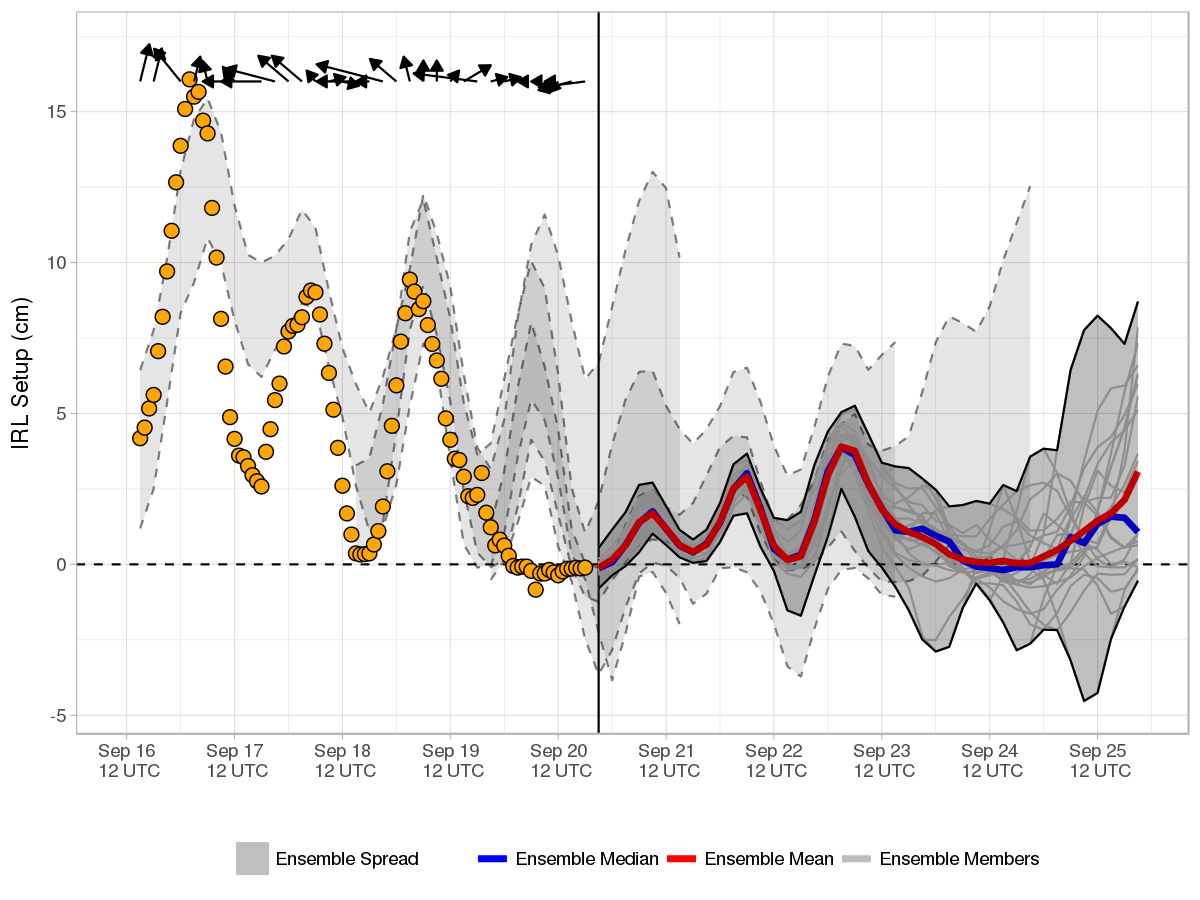 IRL Setup (cm)
15
10
5
0
-5
Sep 16 Sep 17 Sep 18 Sep 19 Sep 20 Sep 21 Sep 22 Sep 23 Sep 24 Sep 25
12 UTC 12 UTC 12 UTC 12 UTC 12 UTC 12 UTC 12 UTC 12 UTC 12 UTC 12 UTC
Ensemble Spread Ensemble Median Ensemble Mean Ensemble Members